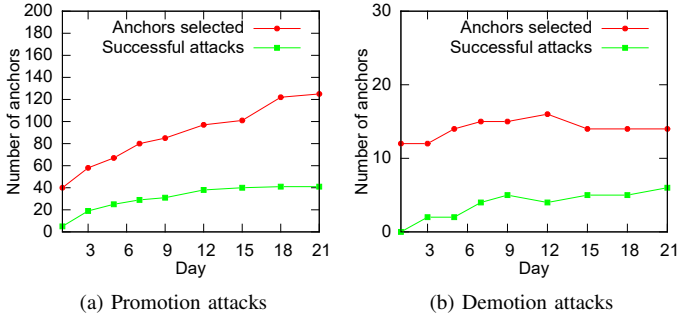 Anchors selected
Successful attacks
Number of anchors
0
20
40
60
80
100
120
140
160
180
200
3 6 9 12 15 18 21
Day
(a) Promotion attacks
Anchors selected
Successful attacks
Number of anchors
0
10
20
30
3 6 9 12 15 18 21
Day
(b) Demotion attacks